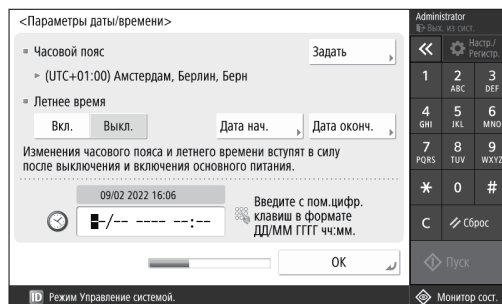 <Параметры даты/времени>
Administrator
Вых. из сист.
Часовой пояс
Задать
Настр./
Регистр.
(UTC+01:00) Амстердам, Берлин, Берн
1 2 ABC 3 DEF
Летнее время
Вкл. Выкл. Дата нач. Дата оконч.
4 GHI 5 JKL 6 MNO
Изменения часового пояса и летнего времени вступят в силу
после выключения и включения основного питания.
7 PQRS 8 TUV 9 WXYZ
09/02 2022 16:06
* 0 #
-/-- ---- --:--
Введите с пом.цифр.
клавиш в формате
ДД/ММ ГГГГ чч:мм.
C Сброс
OK
Пуск
ID Режим Управление системой.
Монитор сост.